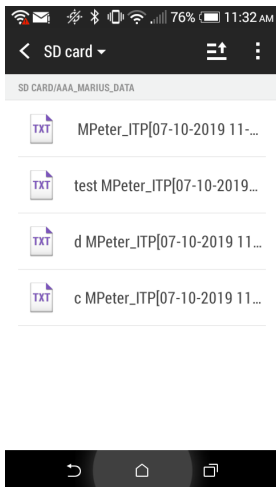 76% 11:32 AM
SD card
SD CARD/AAA_MARIUS_DATA
TXT MPeter_ITP[07-10-2019 11-...
TXT test MPeter_ITP[07-10-2019...
TXT d MPeter_ITP[07-10-2019 11...
TXT c MPeter_ITP[07-10-2019 11...